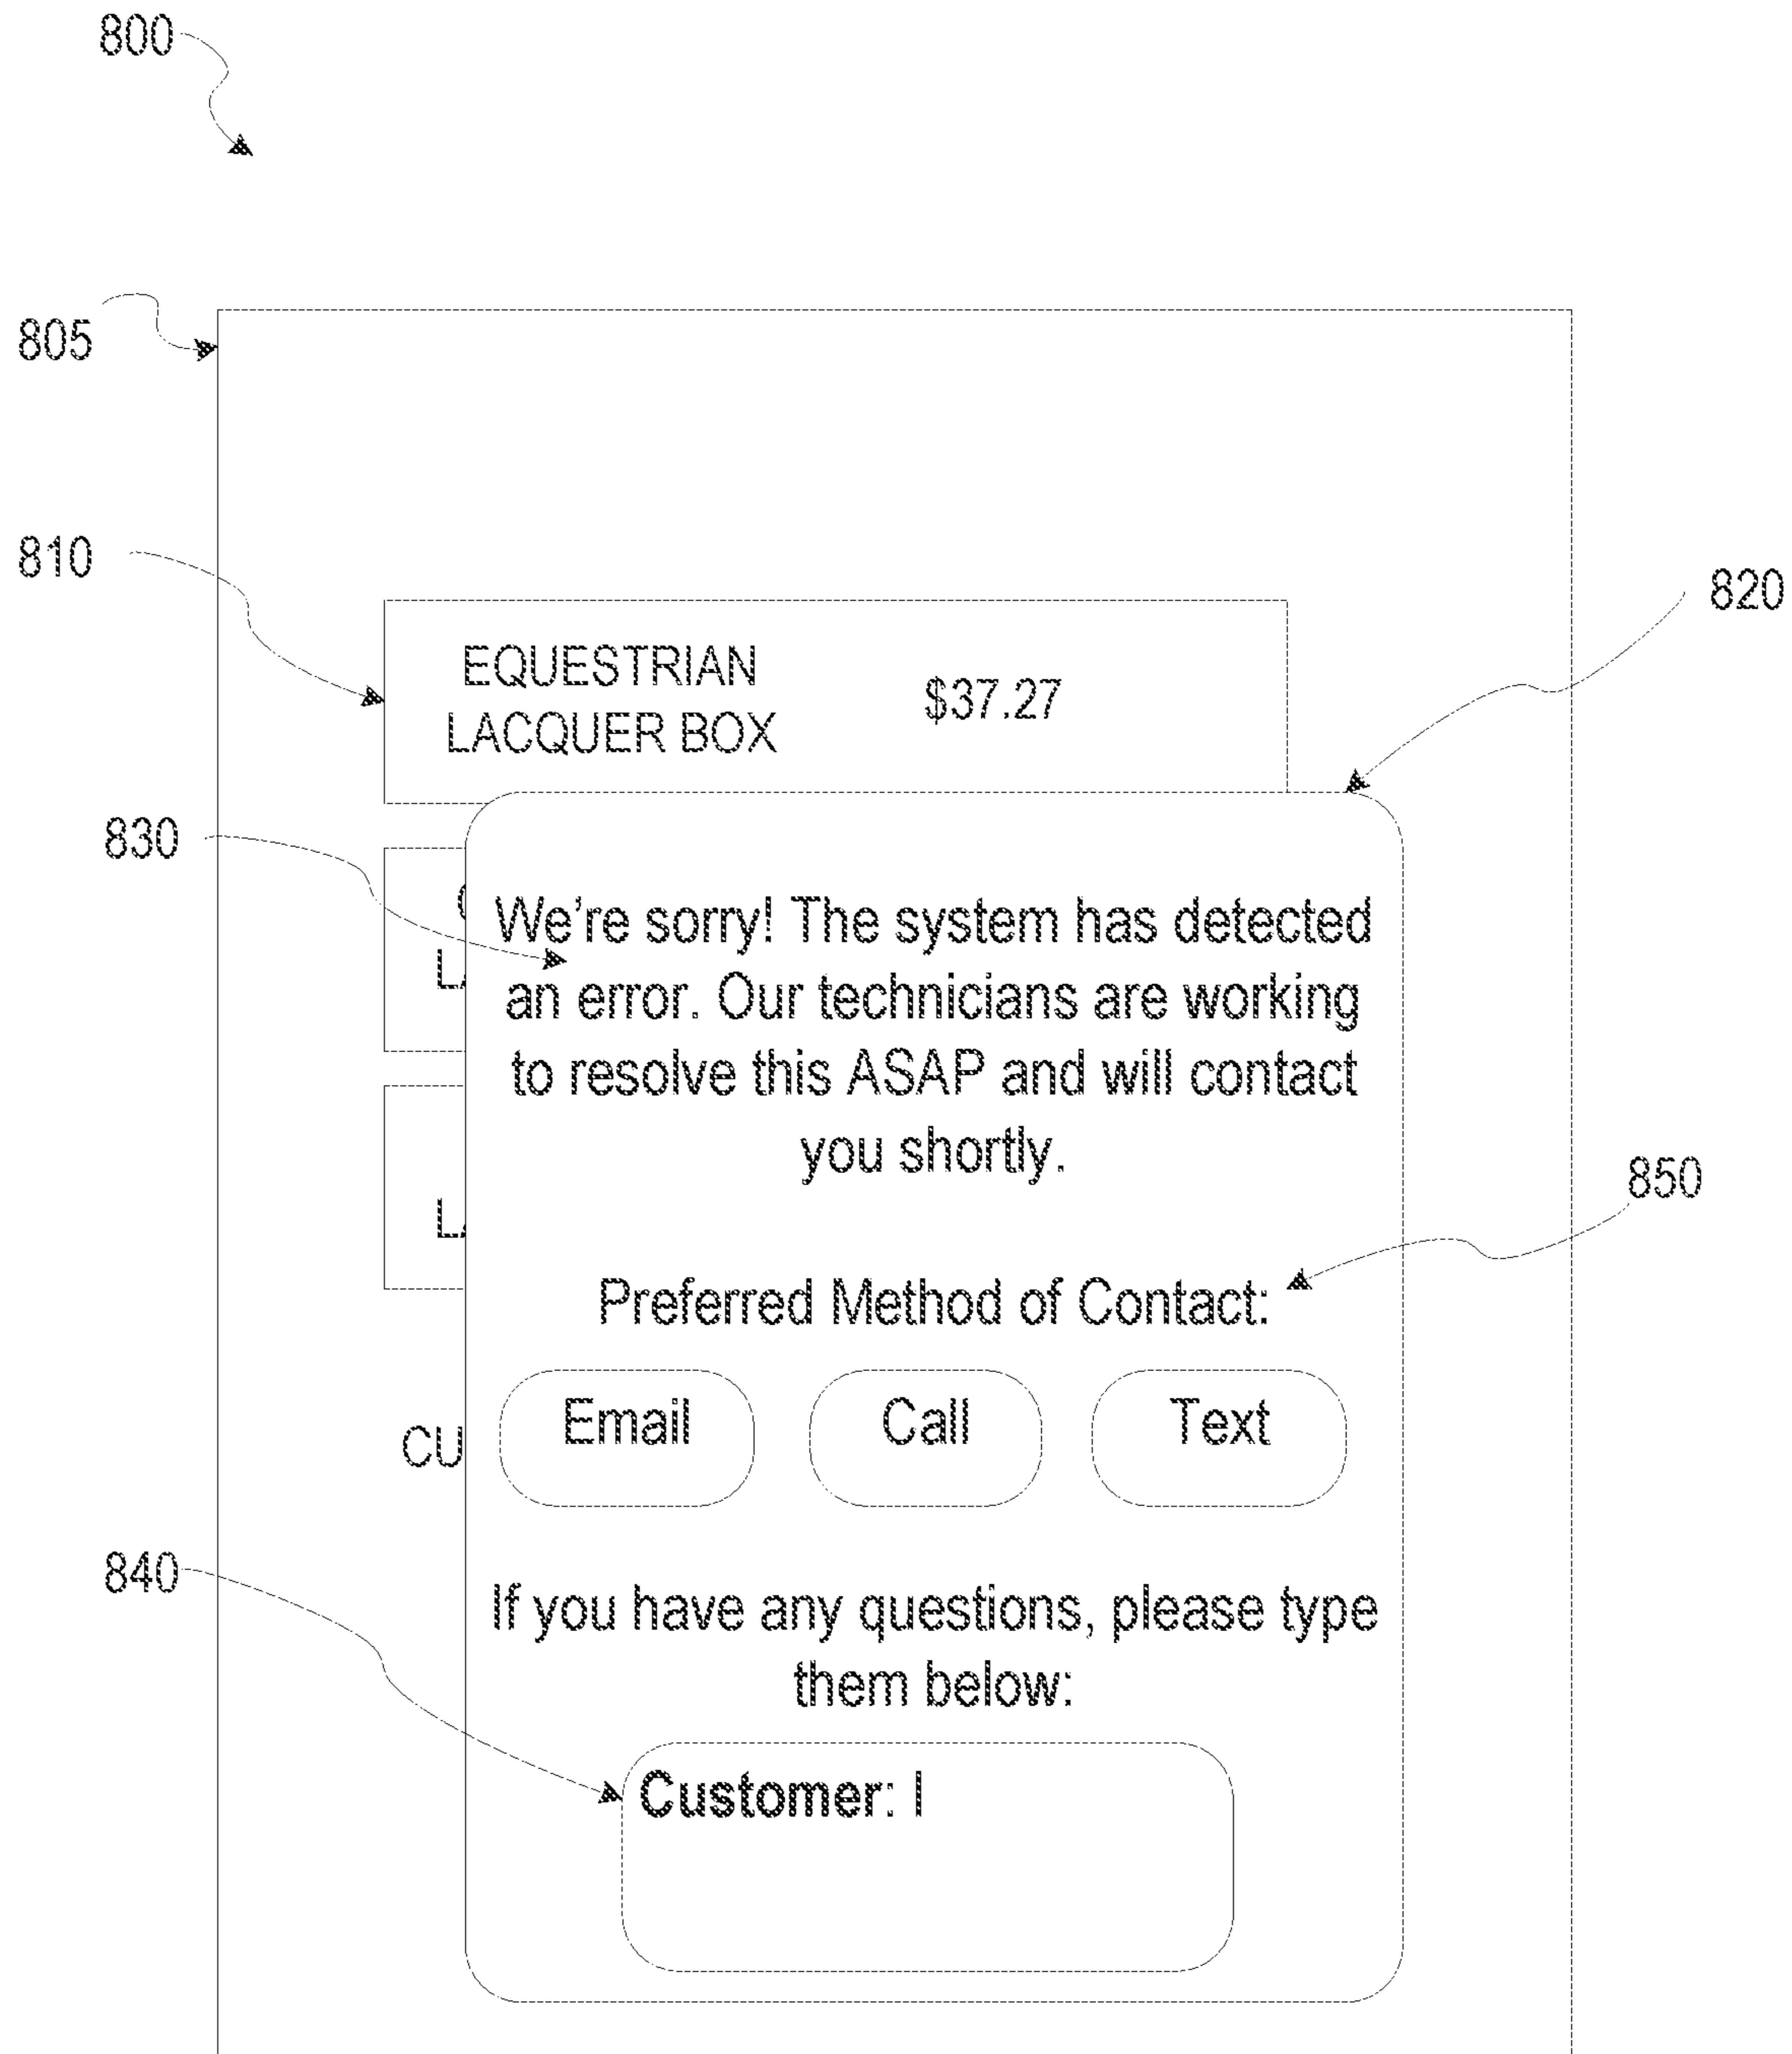 800
805
810
EQUESTRIAN
LACQUER BOX
$37.27
820
830
We're sorry! The system has detected
an error. Our technicians are working
to resolve this ASAP and will contact
you shortly.
850
Preferred Method of Contact:
Email
Call
Text
CU
840
If you have any questions, please type
them below:
Customer: I